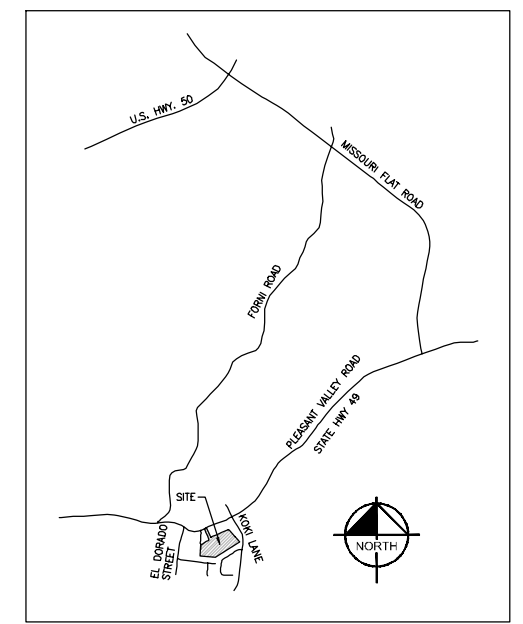 U.S. HWY. 50
MISSOURI FLAT ROAD
FORNI ROAD
PLEASANT VALLEY ROAD
STATE HWY 49
SITE
KOKI LANE
EL DORADO
STREET
NORTH